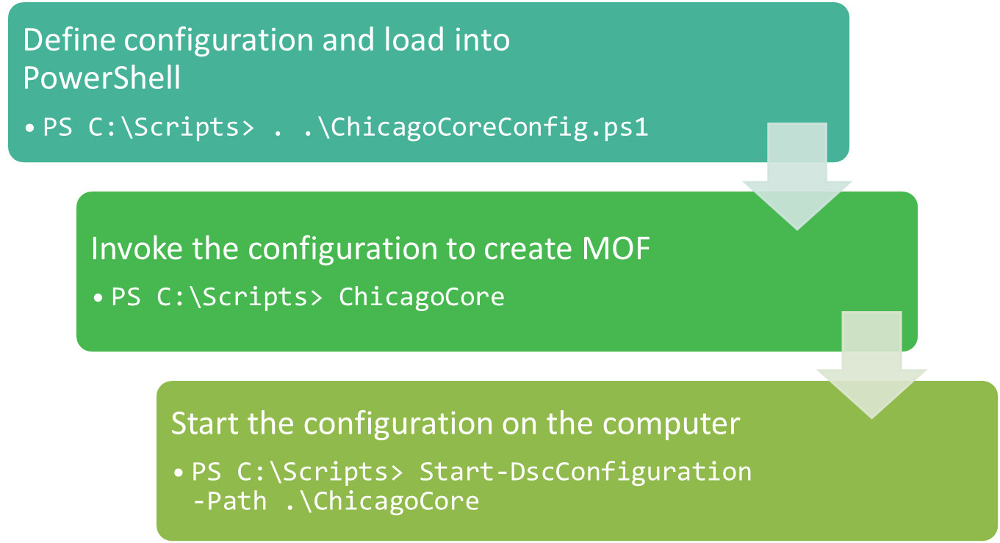 Define configuration and load into
PowerShell
• PS C:\Scripts> . .\ChicagoCoreConfig.ps1
Invoke the configuration to create MOF
• PS C:\Scripts> ChicagoCore
Start the configuration on the computer
• PS C:\Scripts> Start-DscConfiguration
-Path .\ChicagoCore